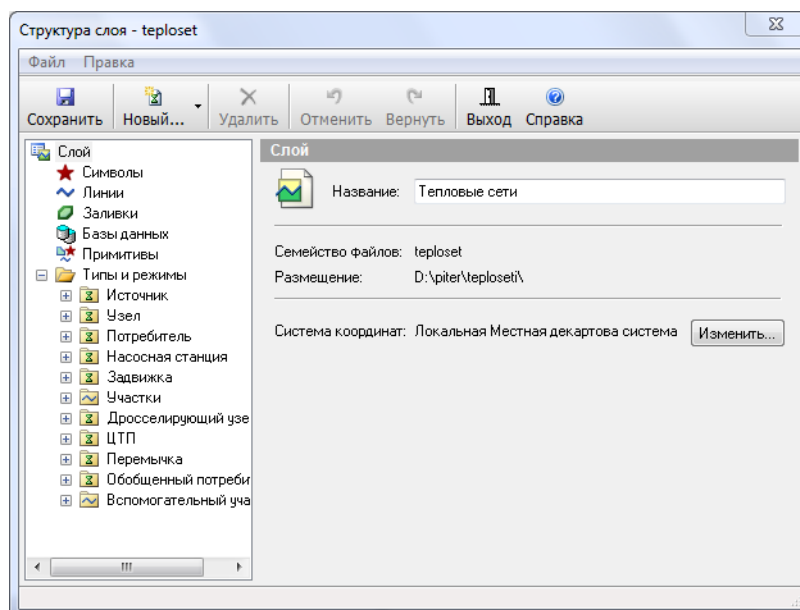 Структура слоя - teploset
Файл Правка
Сохранить Новый... Удалить Отменить Вернуть Выход Справка
Слой
Символы
Линии
Заливки
Базы данных
Примитивы
Типы и режимы
Источник
Узел
Потребитель
Насосная станция
Задвижка
Участки
Дросселирующий узе
ЦТП
Перемычка
Обобщенный потреби
Вспомогательный уча
Слой
Название: Тепловые сети
Семейство файлов: teploset
Размещение: D:\piter\teploseti\
Система координат: Локальная Местная декартова система Изменить...